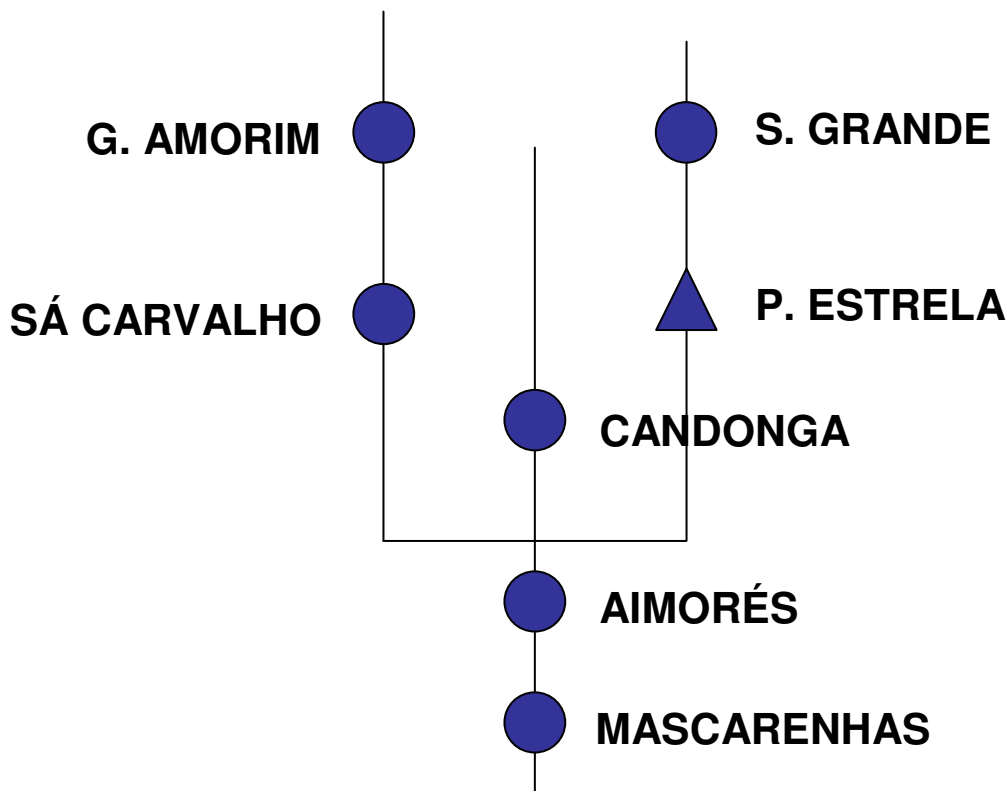 G. AMORIM
S. GRANDE
SÁ CARVALHO
P. ESTRELA
CANDONGA
AIMORÉS
MASCARENHAS